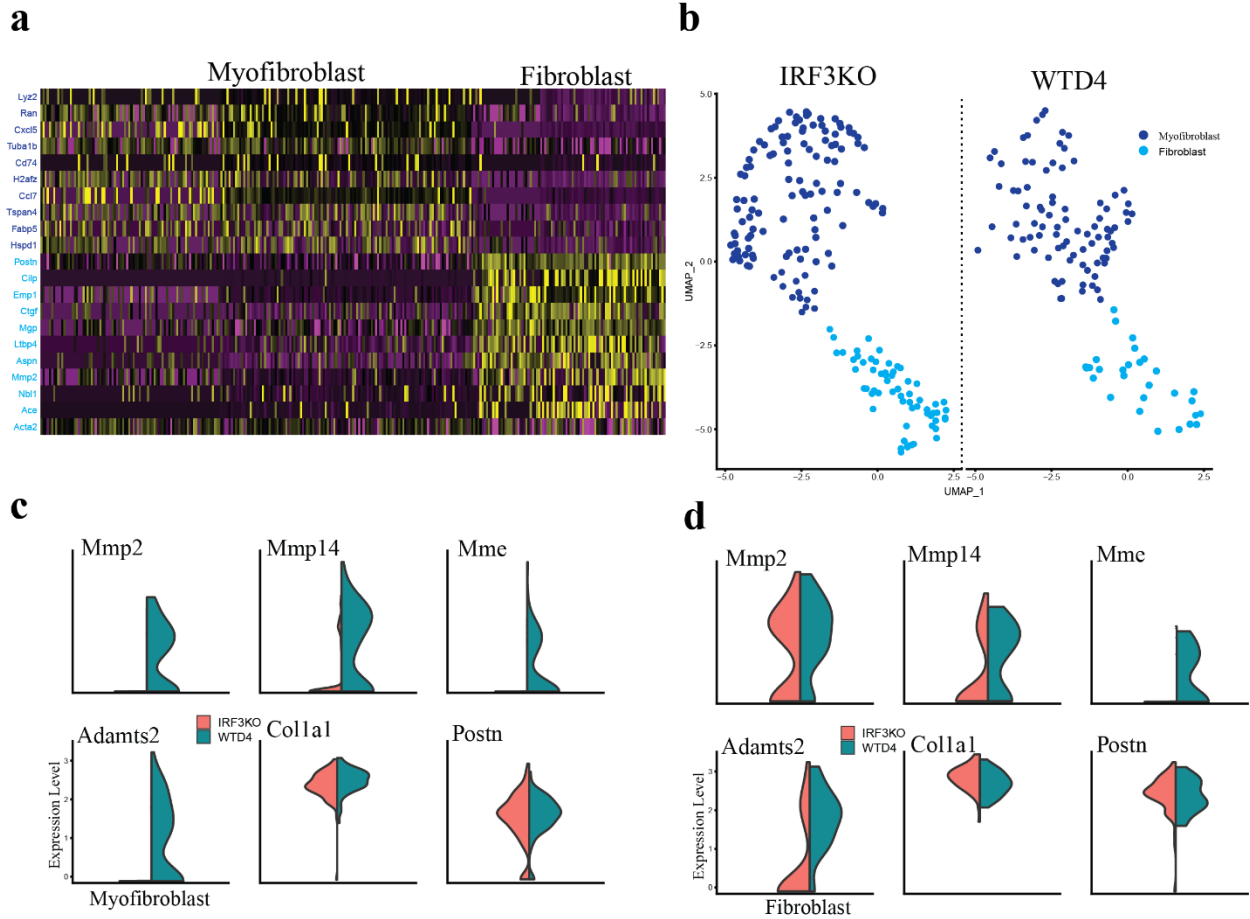 a
Myofibroblast
Fibroblast
Lyz2
Ran
Cxcl5
Tuba1b
Cd74
H2afz
Ccl7
Tspan4
Fabp5
Hspd1
Postn
Cilp
Emp1
Ctgf
Mgp
Ltbp4
Aspn
Mmp2
Nbl1
Ace
Acta2
b
IRF3KO
WTD4
Myofibroblast
Fibroblast
5.0
2.5
0.0
−2.5
−5.0
UMAP_2
−5.0 −2.5 0.0 2.5 −5.0 −2.5 0.0 2.5
UMAP_1
c
Mmp2
Mmp14
Mme
Adamts2
IRF3KO
WTD4
Col1a1
Postn
Expression Level
3
2
1
0
Myofibroblast
d
Mmp2
Mmp14
Mme
Adamts2
IRF3KO
WTD4
Col1a1
Postn
Expression Level
3
2
1
0
Fibroblast